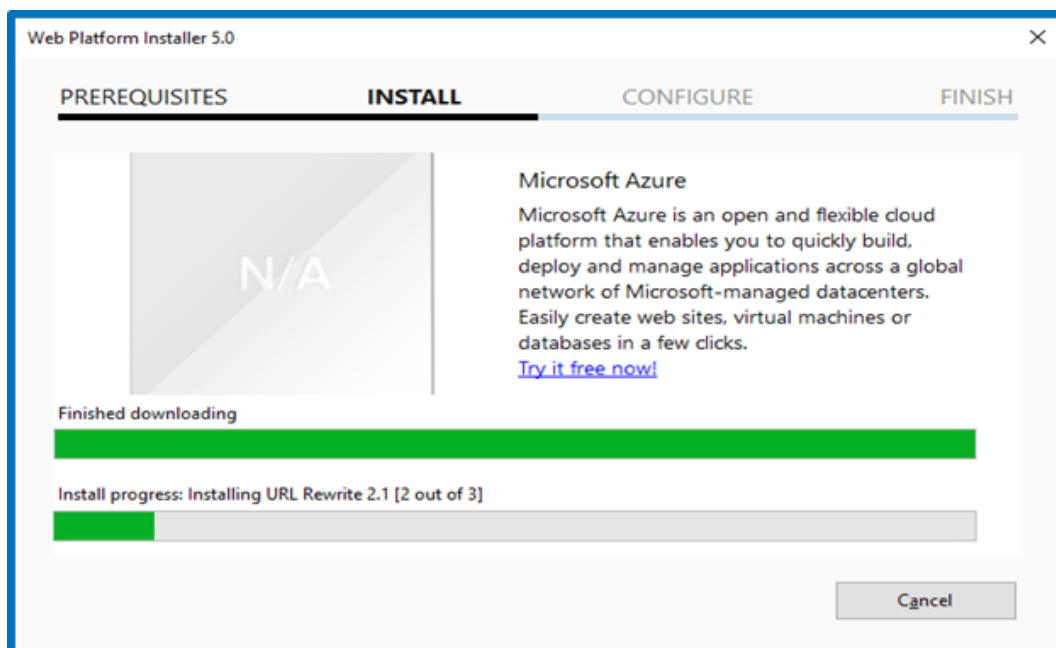 Web Platform Installer 5.0
PREREQUISITES INSTALL CONFIGURE FINISH
N/A
Microsoft Azure
Microsoft Azure is an open and flexible cloud
platform that enables you to quickly build,
deploy and manage applications across a global
network of Microsoft-managed datacenters.
Easily create web sites, virtual machines or
databases in a few clicks.
Try it free now!
Finished downloading
Install progress: Installing URL Rewrite 2.1 [2 out of 3]
Cancel